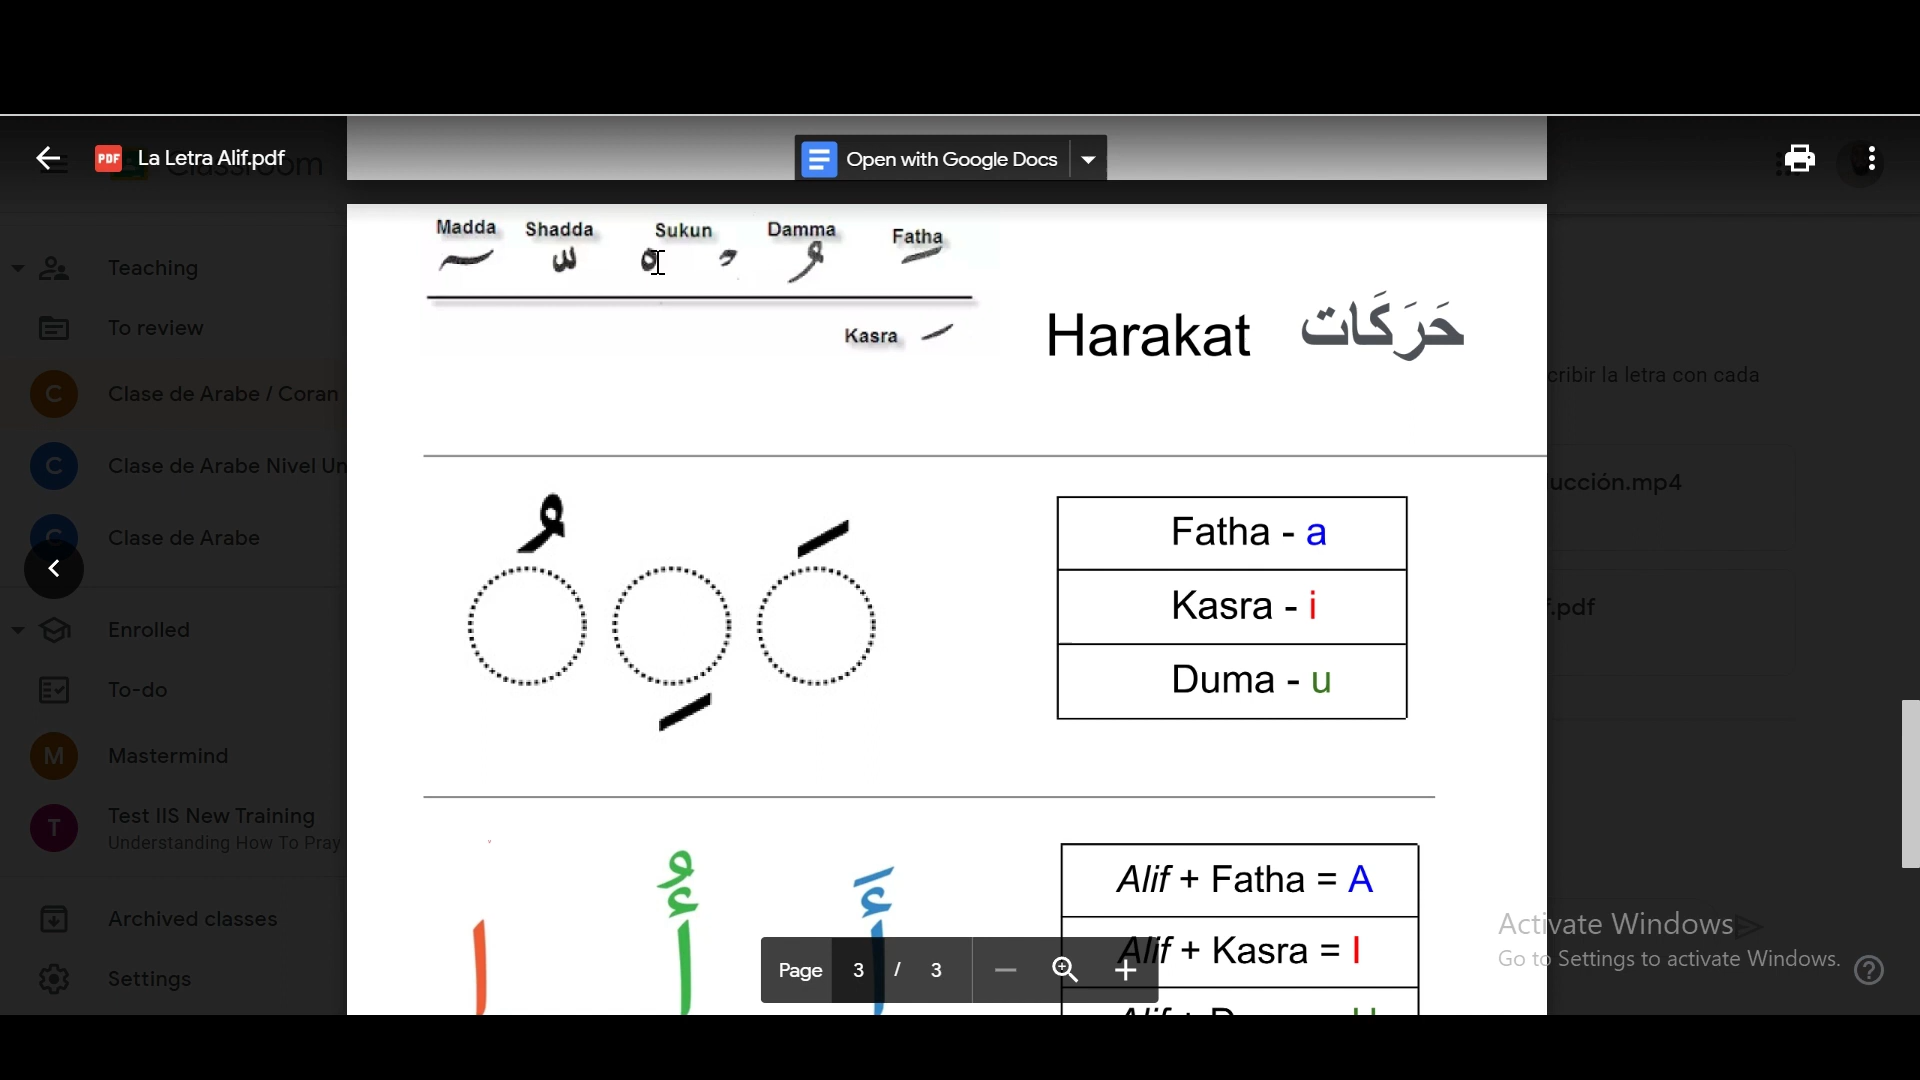 La Letra Alif.pdf
Classroom
Open with Google Docs
Teaching
To review
C Clase de Arabe / Coran
C Clase de Arabe Nivel Un
C Clase de Arabe
Enrolled
To-do
M Mastermind
T Test IIS New Training
Understanding How To Pray
Archived classes
Settings
Madda Shadda Sukun Damma Fatha
Kasra
Harakat حَرَكَات
Fatha - a
Kasra - i
Duma - u
أُ أَ
Alif + Fatha = A
Alif + Kasra = I
Page 3 / 3
cribir la letra con cada
ucción.mp4
f.pdf
Activate Windows
Go to Settings to activate Windows.